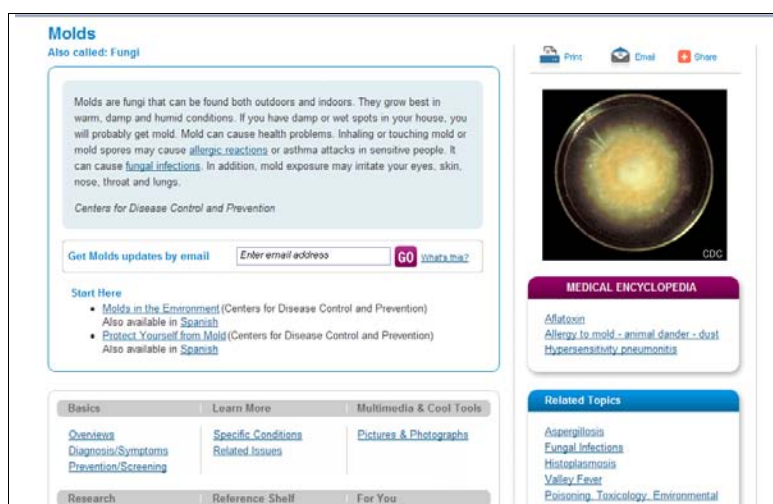 Molds
Also called: Fungi
Print
Email
Share
Molds are fungi that can be found both outdoors and indoors. They grow best in
warm, damp and humid conditions. If you have damp or wet spots in your house, you
will probably get mold. Mold can cause health problems. Inhaling or touching mold or
mold spores may cause allergic reactions or asthma attacks in sensitive people. It
can cause fungal infections. In addition, mold exposure may irritate your eyes, skin,
nose, throat and lungs.
Centers for Disease Control and Prevention
Get Molds updates by email
Enter email address
GO
What's this?
Start Here
• Molds in the Environment (Centers for Disease Control and Prevention)
Also available in Spanish
• Protect Yourself from Mold (Centers for Disease Control and Prevention)
Also available in Spanish
CDC
MEDICAL ENCYCLOPEDIA
Aflatoxin
Allergy to mold - animal dander - dust
Hypersensitivity pneumonitis
Basics
Learn More
Multimedia & Cool Tools
Overviews
Diagnosis/Symptoms
Prevention/Screening
Specific Conditions
Related Issues
Pictures & Photographs
Research
Reference Shelf
For You
Related Topics
Aspergillosis
Fungal Infections
Histoplasmosis
Valley Fever
Poisoning, Toxicology, Environmental